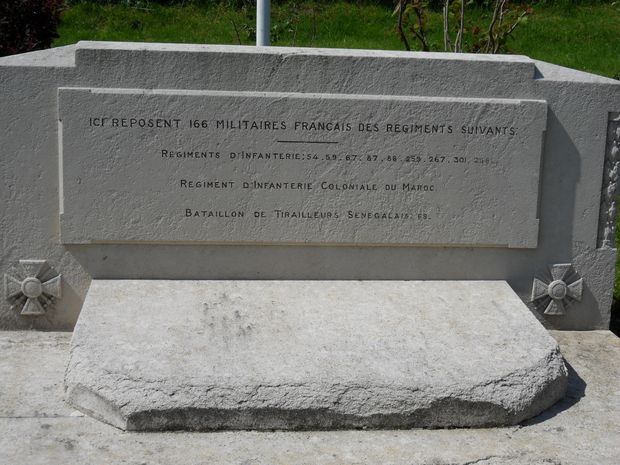 ICI REPOSENT 166 MILITAIRES FRANCAIS DES REGIMENTS SUIVANTS.
REGIMENTS D'INFANTERIE: 54. 59. 67. 87. 88. 259. 267. 301.
REGIMENT D'INFANTERIE COLONIALE DU MAROC.
BATAILLON DE TIRAILLEURS SENEGALAIS. 68.